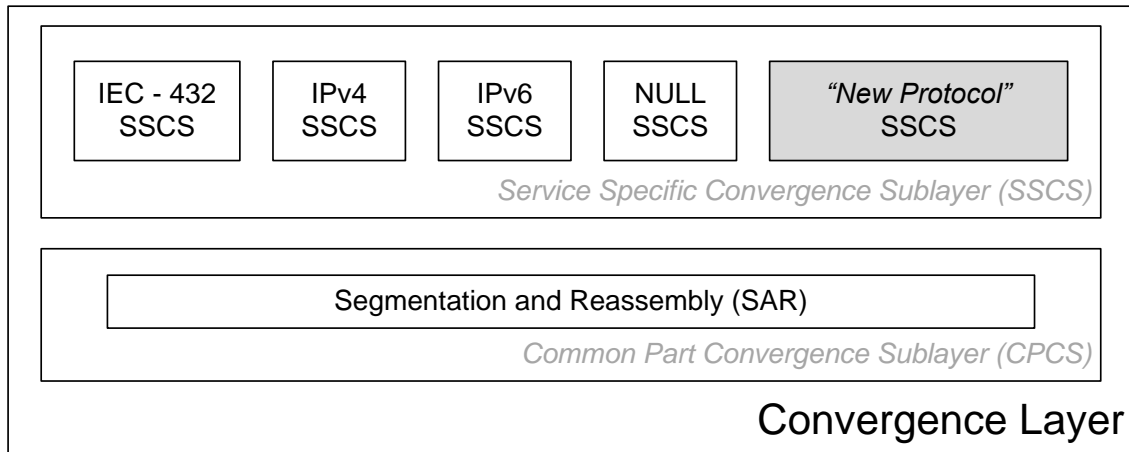 IEC - 432
SSCS
IPv4
SSCS
IPv6
SSCS
NULL
SSCS
“New Protocol”
SSCS
Service Specific Convergence Sublayer (SSCS)
Segmentation and Reassembly (SAR)
Common Part Convergence Sublayer (CPCS)
Convergence Layer